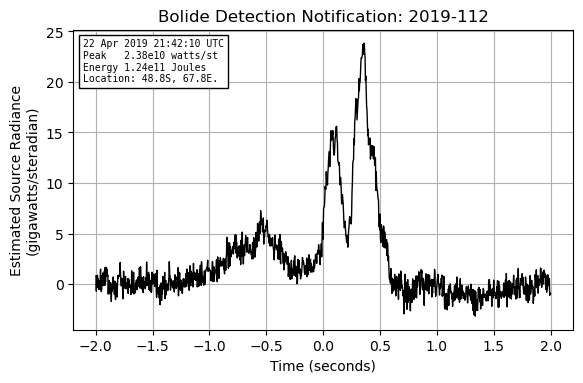 Bolide Detection Notification: 2019-112
22 Apr 2019 21:42:10 UTC
Peak   2.38e10 watts/st
Energy 1.24e11 Joules
Location: 48.8S, 67.8E.
Estimated Source Radiance
(gigawatts/steradian)
25
20
15
10
5
0
−2.0 −1.5 −1.0 −0.5 0.0 0.5 1.0 1.5 2.0
Time (seconds)